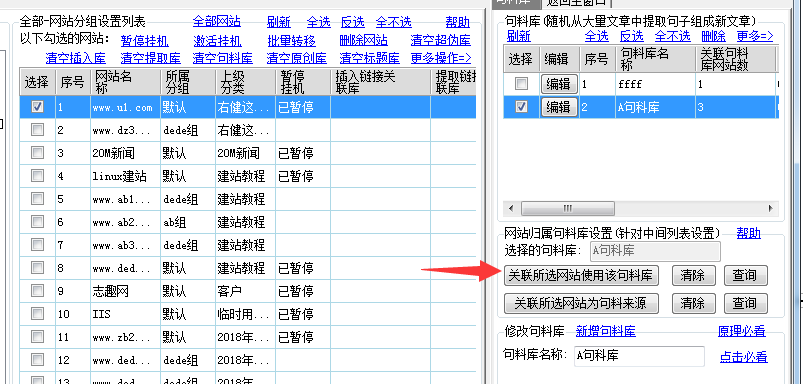 句料库 返回主窗口
全部-网站分组设置列表 全部网站 刷新 全选 反选 全不选 帮助
以下勾选的网站: 暂停挂机 激活挂机 批量转移 删除网站 清空超伪库
清空插入库 清空提取库 清空句料库 清空原创库 清空标题库 更多操作=>
选择 序号 网站名称 所属分组 上级分类 暂停挂机 插入链接关联库 提取链接联库
1 www.u1.com 默认 右健这... 已暂停
2 www.dz3... dede组 右健这...
3 20M新闻 默认 20M新闻 已暂停
4 linux建站 默认 建站教程 已暂停
5 www.ab1... dede组 建站教程
6 www.ab2... ab组 建站教程
7 www.ab3... dede组 建站教程
8 www.ded... 默认 建站教程 已暂停
9 志趣网 默认 客户 已暂停
10 IIS 默认 临时用... 已暂停
11 www.zb2... 默认 2018年... 已暂停
12 www.ded... dede组 2018年...
13 www.ded... dede组 2018年...
句料库(随机从大量文章中提取句子组成新文章)
刷新 全选 反选 全不选 删除 更多=>
选择 编辑 序号 句料库名称 关联句料库网站数
编辑 1 ffff 1
编辑 2 A句料库 3
网站归属句料库设置(针对中间列表设置) 帮助
选择的句料库: A句料库
关联所选网站使用该句料库 清除 查询
关联所选网站为句料来源 清除 查询
修改句料库 新增句料库 原理必看
句料库名称: A句料库 点击必看